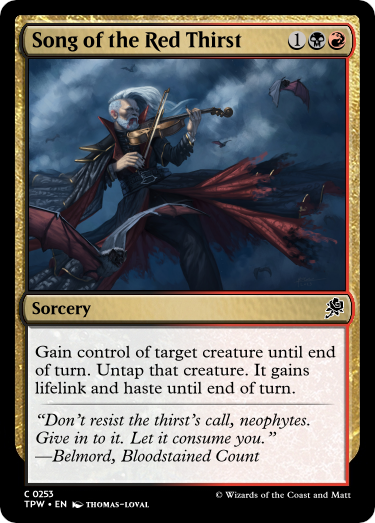 Song of the Red Thirst 1
Sorcery
Gain control of target creature until end
of turn. Untap that creature. It gains
lifelink and haste until end of turn.
“Don’t resist the thirst’s call, neophytes.
Give in to it. Let it consume you.”
—Belmord, Bloodstained Count
C 0253
TPW • EN THOMAS-LOVAL
© Wizards of the Coast and Matt